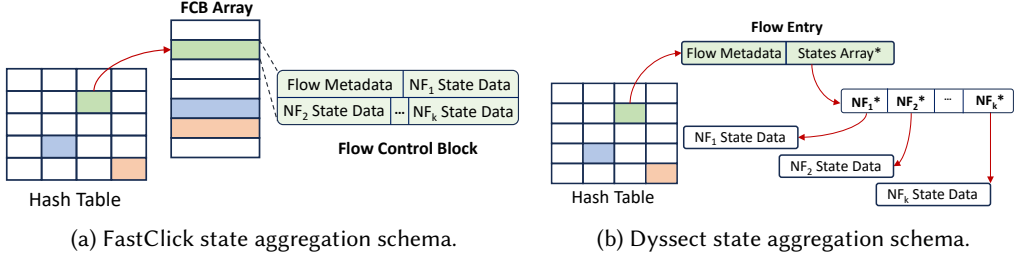 FCB Array
Flow Metadata NF₁ State Data
NF₂ State Data ... NFₖ State Data
Flow Control Block
Hash Table
(a) FastClick state aggregation schema.
Flow Entry
Flow Metadata States Array*
NF₁* NF₂* ... NFₖ*
NF₁ State Data
NF₂ State Data
NFₖ State Data
Hash Table
(b) Dyssect state aggregation schema.